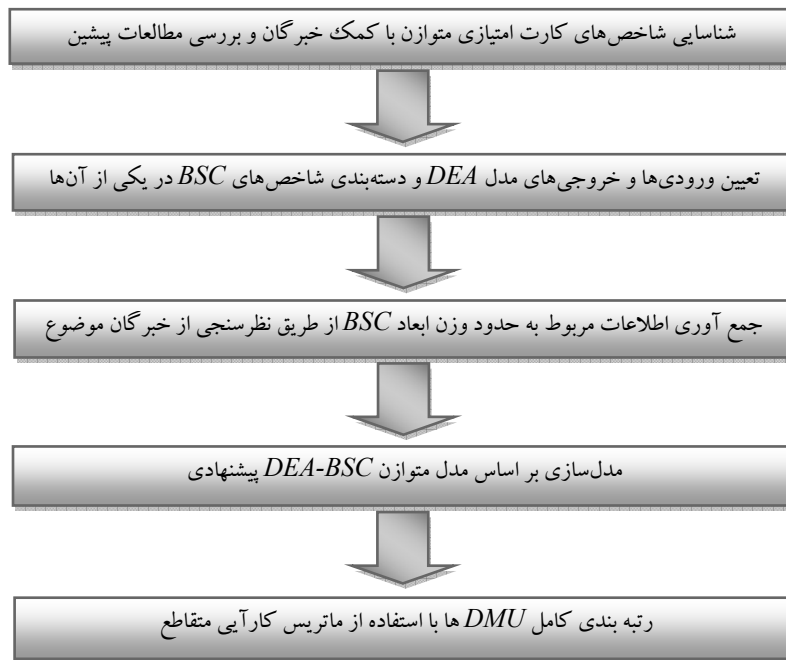 شناسایی شاخص‌های کارت امتیازی متوازن با کمک خبرگان و بررسی مطالعات پیشین
تعیین ورودی‌ها و خروجی‌های مدل DEA و دسته‌بندی شاخص‌های BSC در یکی از آن‌ها
جمع آوری اطلاعات مربوط به حدود وزن ابعاد BSC از طریق نظرسنجی از خبرگان موضوع
مدل‌سازی بر اساس مدل متوازن DEA-BSC پیشنهادی
رتبه بندی کامل DMU ها با استفاده از ماتریس کارآیی متقاطع